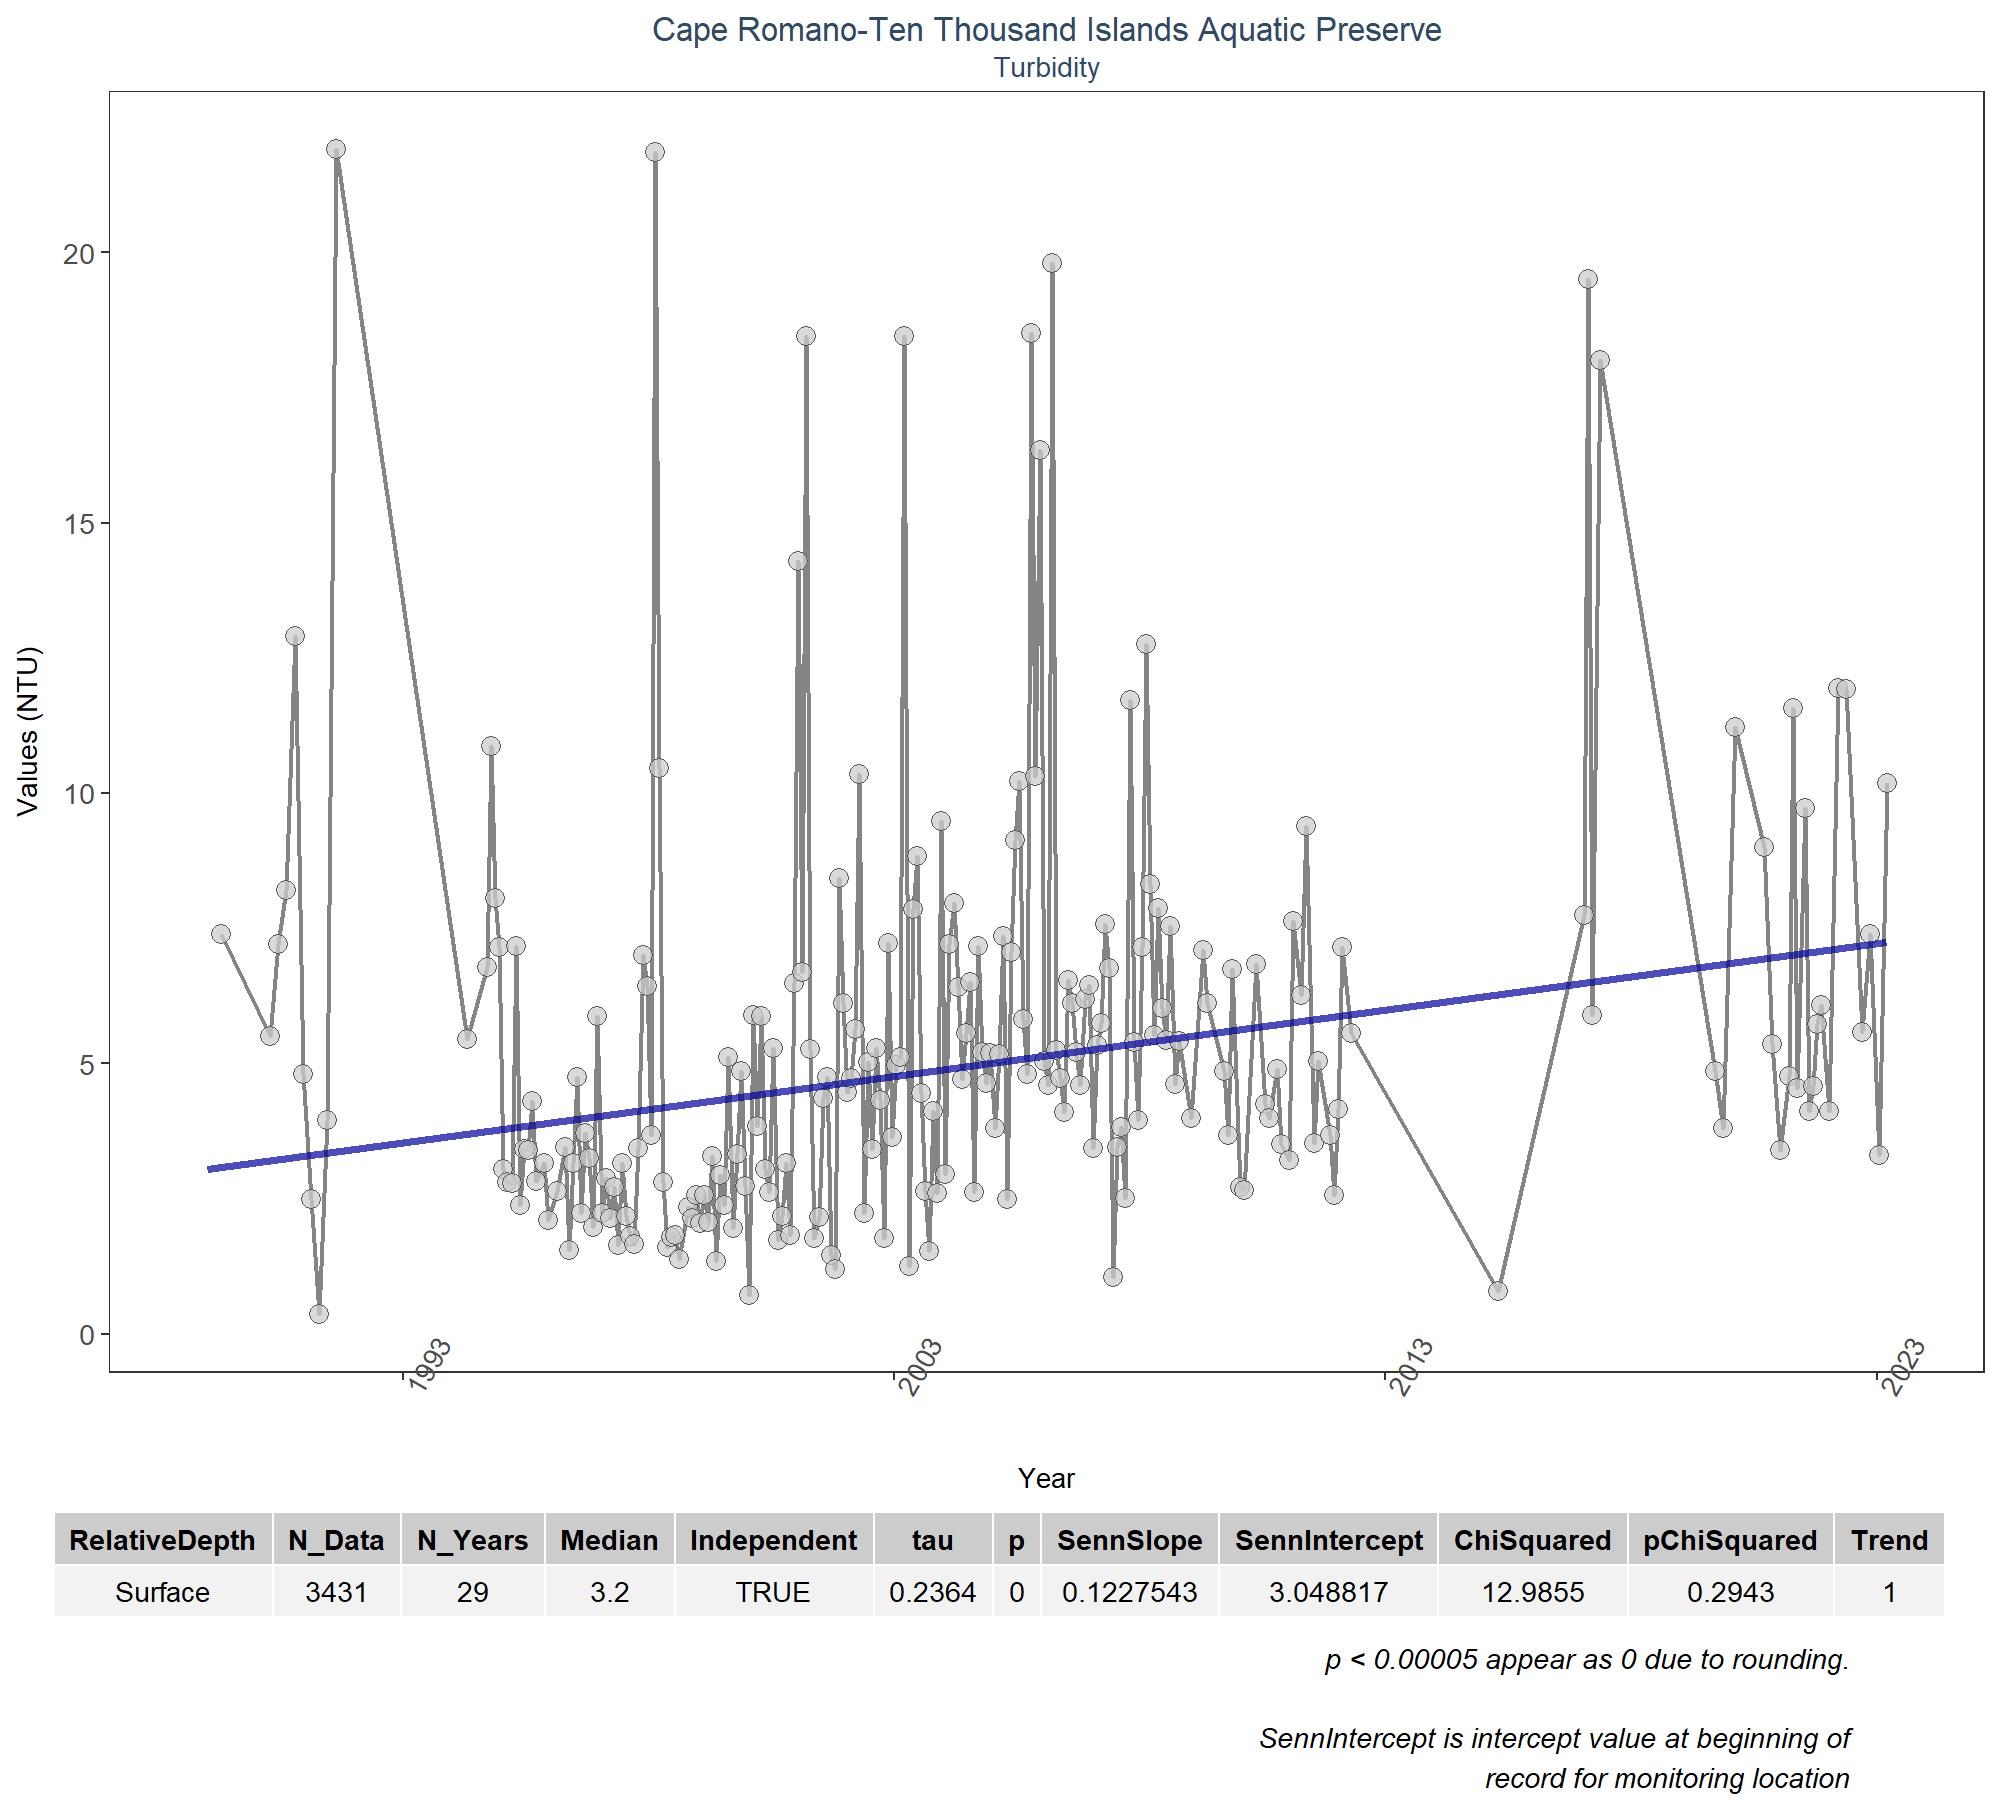 Cape Romano-Ten Thousand Islands Aquatic Preserve
Turbidity
Values (NTU)
20
15
10
5
0
1993
2003
2013
2023
Year
RelativeDepth N_Data N_Years Median Independent tau p SennSlope SennIntercept ChiSquared pChiSquared Trend
Surface 3431 29 3.2 TRUE 0.2364 0 0.1227543 3.048817 12.9855 0.2943 1
p < 0.00005 appear as 0 due to rounding.
SennIntercept is intercept value at beginning of
record for monitoring location